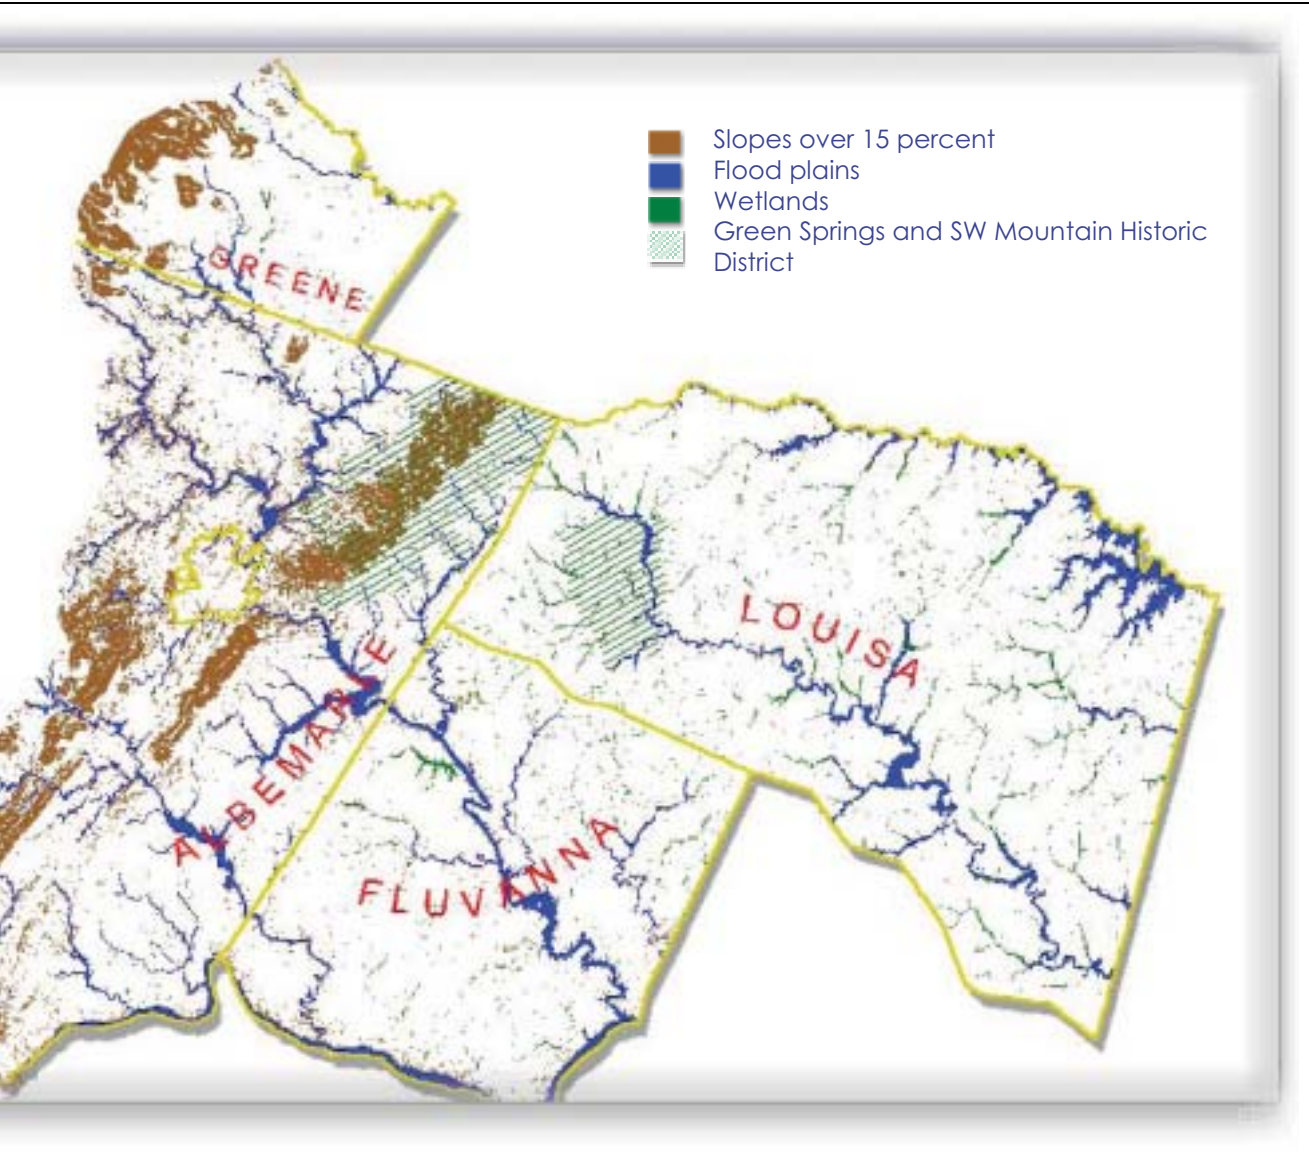 Slopes over 15 percent
Flood plains
Wetlands
Green Springs and SW Mountain Historic
District
GREENE
LOUISA
ALBEMARLE
FLUVANNA